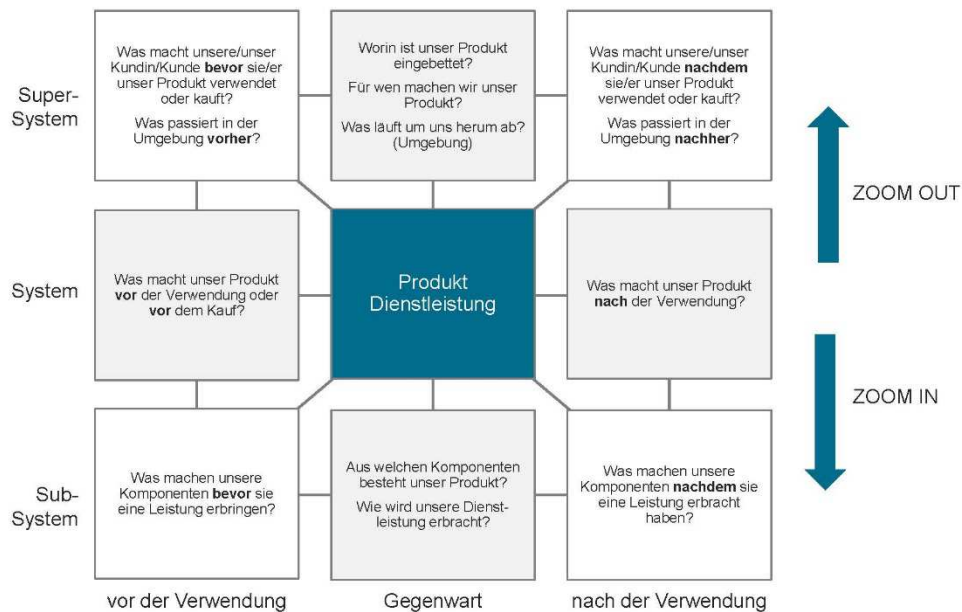 Super-
System
Was macht unsere/unser
Kundin/Kunde bevor sie/er
unser Produkt verwendet
oder kauft?
Was passiert in der
Umgebung vorher?
Worin ist unser Produkt
eingebettet?
Für wen machen wir unser
Produkt?
Was läuft um uns herum ab?
(Umgebung)
Was macht unsere/unser
Kundin/Kunde nachdem
sie/er unser Produkt
verwendet oder kauft?
Was passiert in der
Umgebung nachher?
ZOOM OUT
System
Was macht unser Produkt
vor der Verwendung oder
vor dem Kauf?
Produkt
Dienstleistung
Was macht unser Produkt
nach der Verwendung?
ZOOM IN
Sub-
System
Was machen unsere
Komponenten bevor sie
eine Leistung erbringen?
Aus welchen Komponenten
besteht unser Produkt?
Wie wird unsere Dienst-
leistung erbracht?
Was machen unsere
Komponenten nachdem sie
eine Leistung erbracht
haben?
vor der Verwendung
Gegenwart
nach der Verwendung